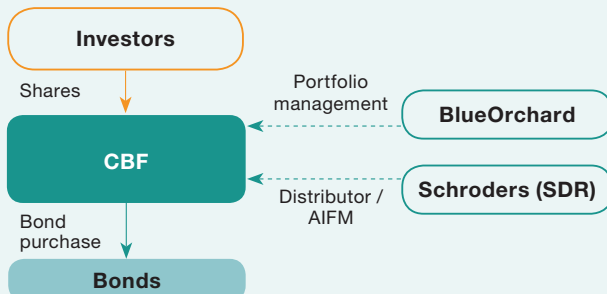 Investors
Shares
Portfolio
management
BlueOrchard
CBF
Schroders (SDR)
Distributor /
AIFM
Bond
purchase
Bonds